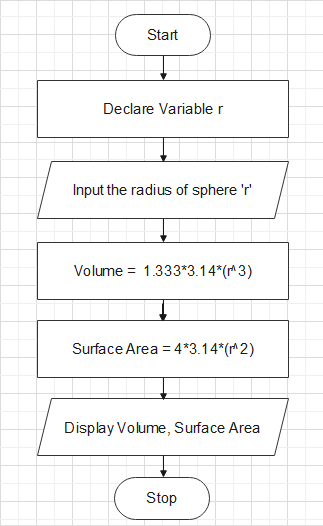 Start
Declare Variable r
Input the radius of sphere 'r'
Volume = 1.333*3.14*(r^3)
Surface Area = 4*3.14*(r^2)
Display Volume, Surface Area
Stop